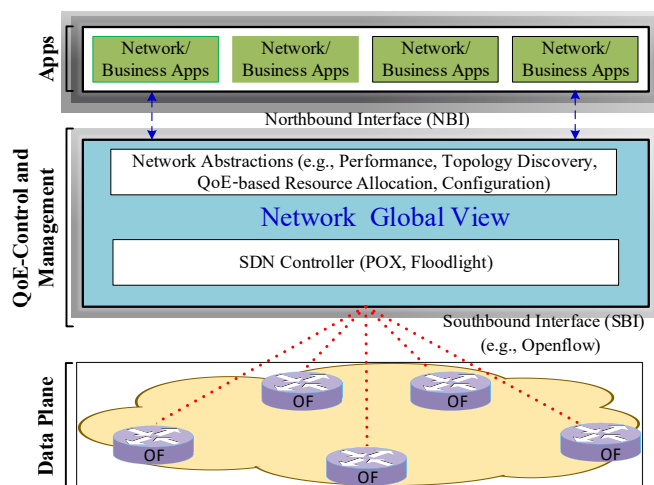 Apps
Network/
Business Apps
Network/
Business Apps
Network/
Business Apps
Network/
Business Apps
Northbound Interface (NBI)
QoE-Control and
Management
Network Abstractions (e.g., Performance, Topology Discovery,
QoE-based Resource Allocation, Configuration)
Network Global View
SDN Controller (POX, Floodlight)
Southbound Interface (SBI)
(e.g., Openflow)
Data Plane
OF
OF
OF
OF
OF